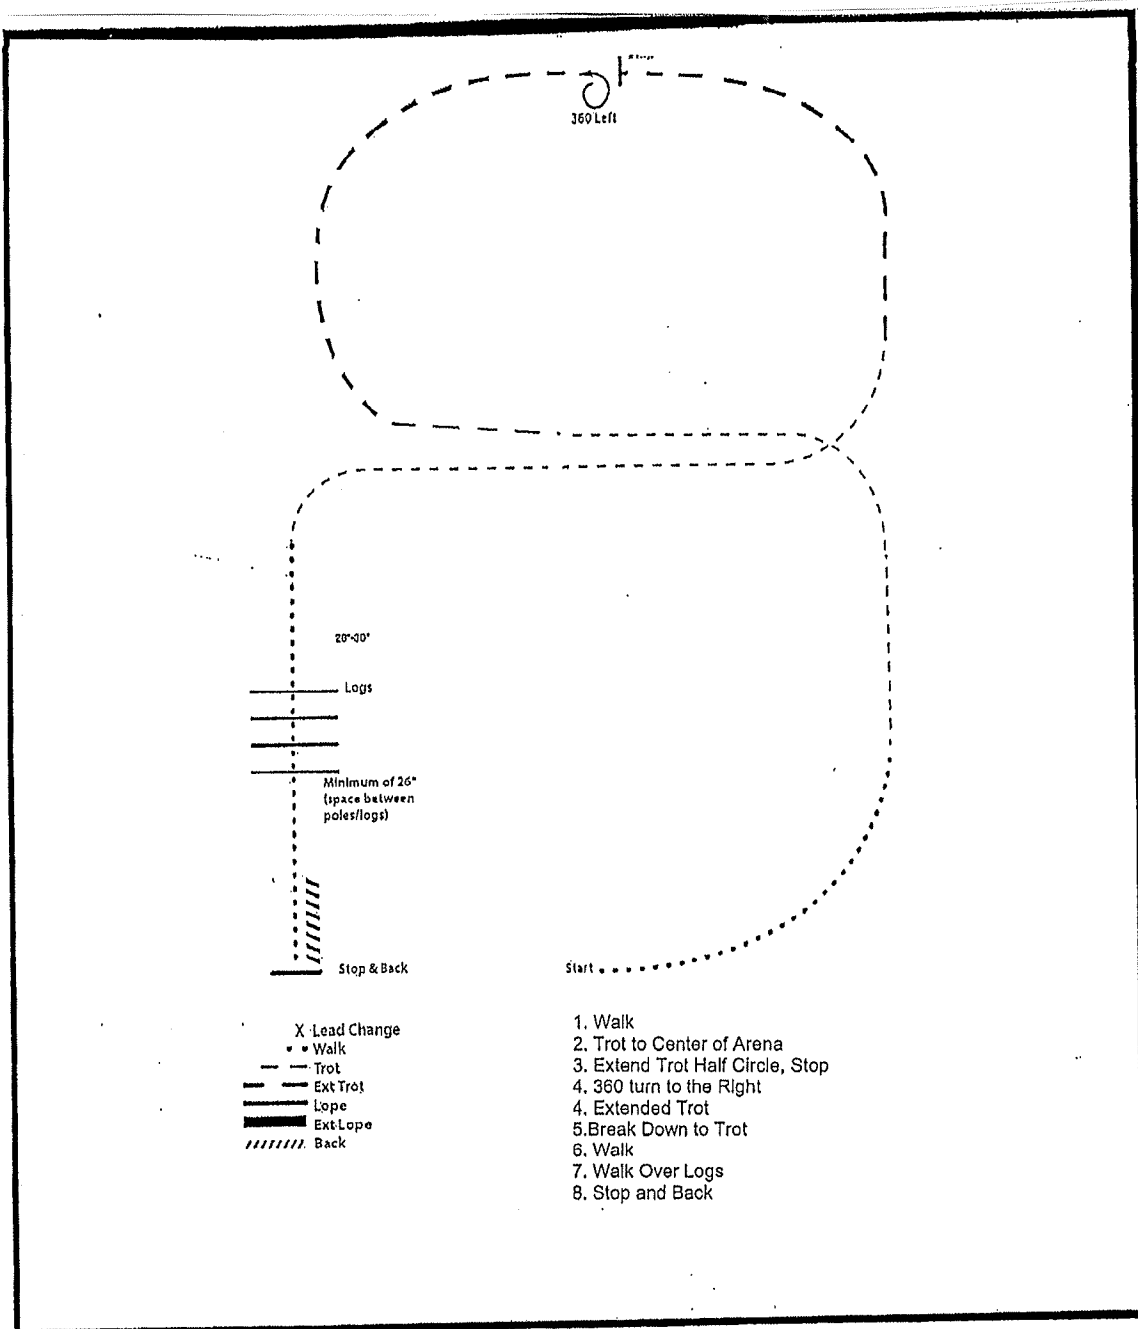 360 Left
20"-30"
Logs
Minimum of 26"
(space between
poles/logs)
Stop & Back
Start
X Lead Change
Walk
Trot
Ext Trot
Lope
Ext Lope
Back
1. Walk
2. Trot to Center of Arena
3. Extend Trot Half Circle, Stop
4. 360 turn to the Right
4. Extended Trot
5.Break Down to Trot
6. Walk
7. Walk Over Logs
8. Stop and Back